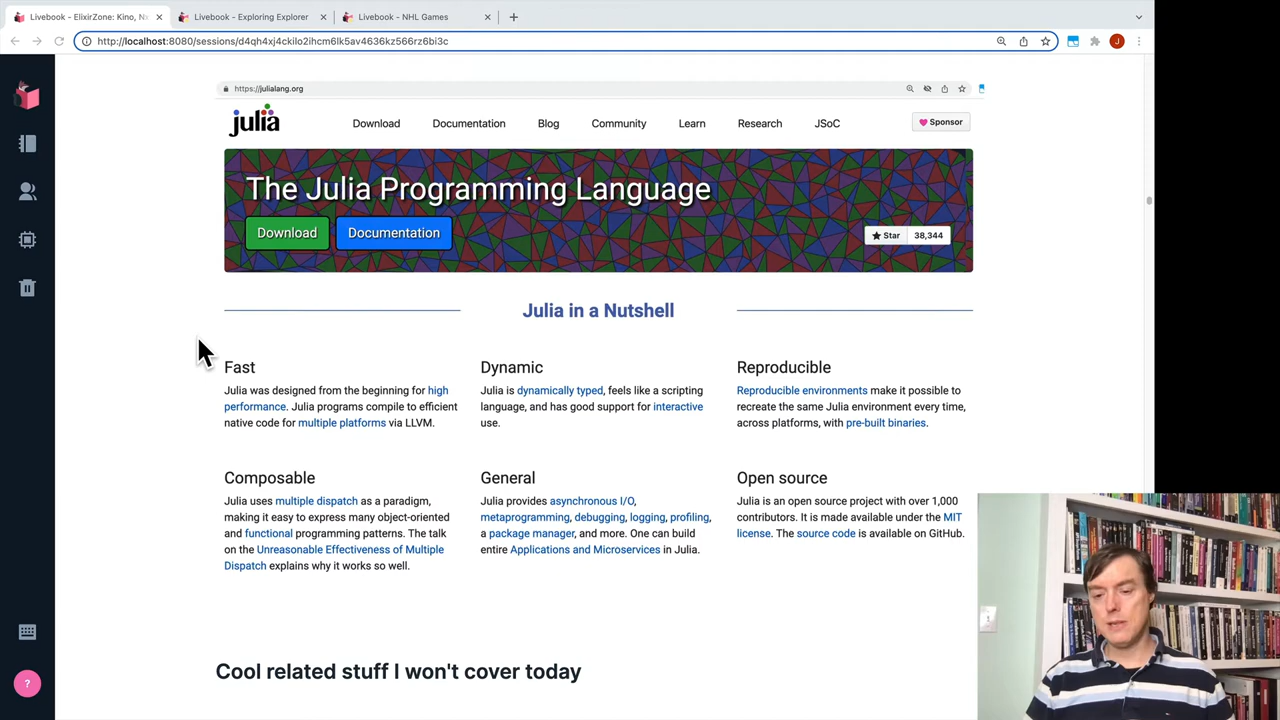 Livebook - ElixirZone: Kino, N
Livebook - Exploring Explorer
Livebook - NHL Games
http://localhost:8080/sessions/d4qh4xj4ckilo2ihcm6lk5av4636kz566rz6bi3c
J
https://julialang.org
julia
Download
Documentation
Blog
Community
Learn
Research
JSoC
Sponsor
The Julia Programming Language
Download
Documentation
Star
38,344
Julia in a Nutshell
Fast
Julia was designed from the beginning for high
performance. Julia programs compile to efficient
native code for multiple platforms via LLVM.
Dynamic
Julia is dynamically typed, feels like a scripting
language, and has good support for interactive
use.
Reproducible
Reproducible environments make it possible to
recreate the same Julia environment every time,
across platforms, with pre-built binaries.
Composable
Julia uses multiple dispatch as a paradigm,
making it easy to express many object-oriented
and functional programming patterns. The talk
on the Unreasonable Effectiveness of Multiple
Dispatch explains why it works so well.
General
Julia provides asynchronous I/O,
metaprogramming, debugging, logging, profiling,
a package manager, and more. One can build
entire Applications and Microservices in Julia.
Open source
Julia is an open source project with over 1,000
contributors. It is made available under the MIT
license. The source code is available on GitHub.
Cool related stuff I won't cover today
?